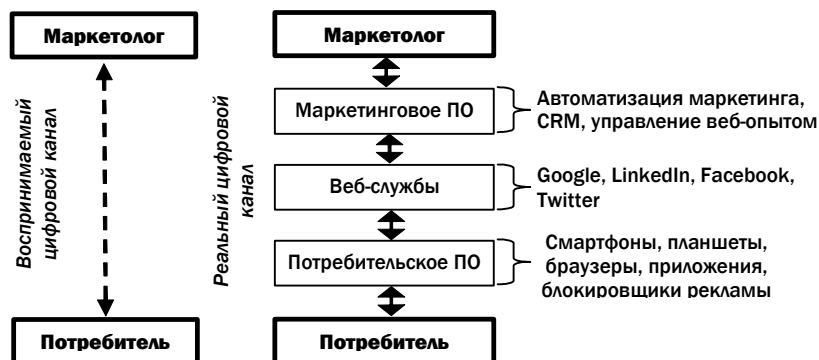 Маркетолог
Воспринимаемый
цифровой канал
Потребитель
Маркетолог
Реальный цифровой
канал
Маркетинговое ПО
Автоматизация маркетинга,
CRM, управление веб-опытом
Веб-службы
Google, LinkedIn, Facebook,
Twitter
Потребительское ПО
Смартфоны, планшеты,
браузеры, приложения,
блокировщики рекламы
Потребитель